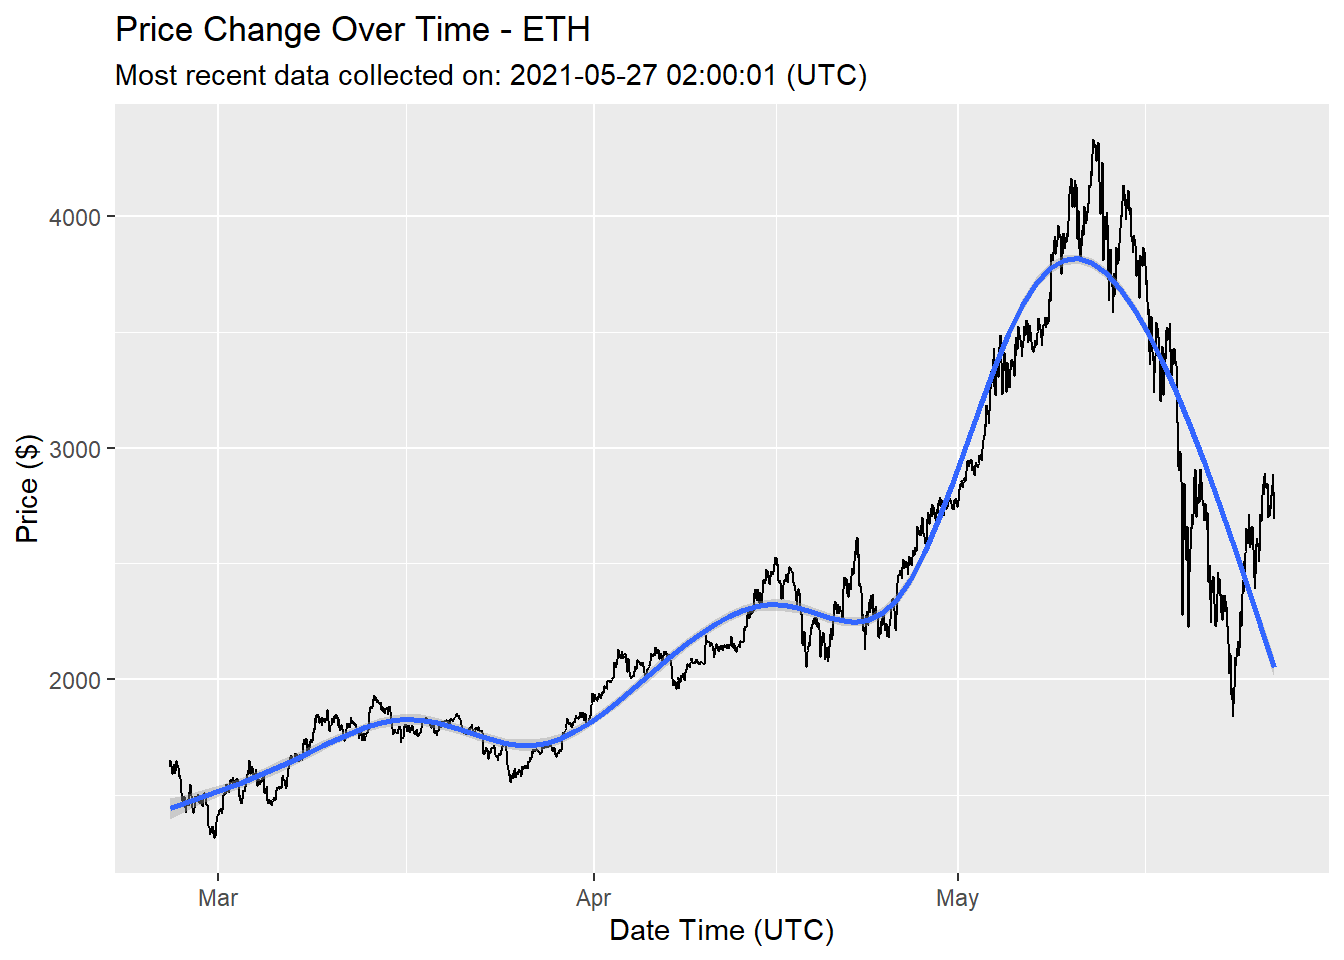 Price Change Over Time - ETH
Most recent data collected on: 2021-05-27 02:00:01 (UTC)
Price ($)
4000
3000
2000
Mar
Apr
May
Date Time (UTC)